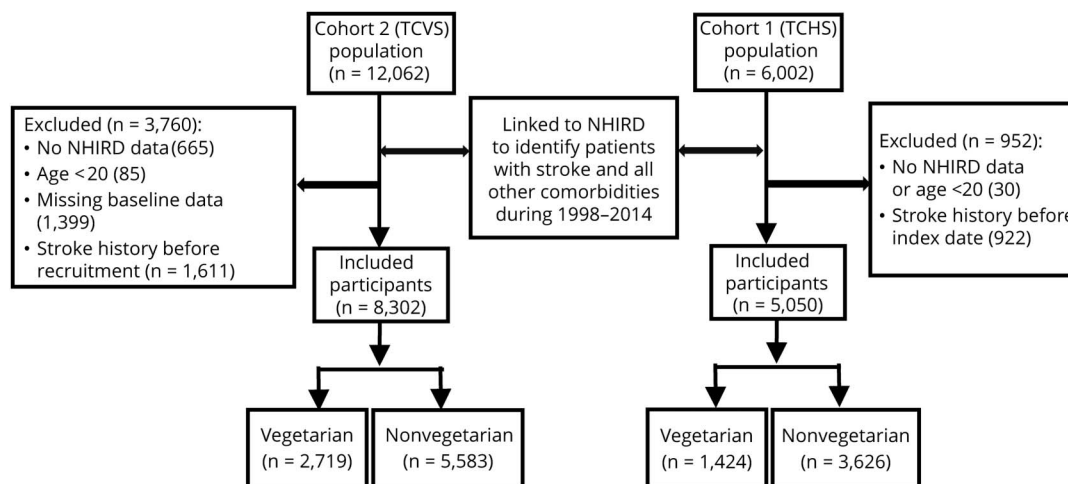 Cohort 2 (TCVS)
population
(n = 12,062)
Cohort 1 (TCHS)
population
(n = 6,002)
Excluded (n = 3,760):
• No NHIRD data (665)
• Age <20 (85)
• Missing baseline data
(1,399)
• Stroke history before
recruitment (n = 1,611)
Linked to NHIRD
to identify patients
with stroke and all
other comorbidities
during 1998–2014
Excluded (n = 952):
• No NHIRD data
or age <20 (30)
• Stroke history before
index date (922)
Included
participants
(n = 8,302)
Included
participants
(n = 5,050)
Vegetarian
(n = 2,719)
Nonvegetarian
(n = 5,583)
Vegetarian
(n = 1,424)
Nonvegetarian
(n = 3,626)